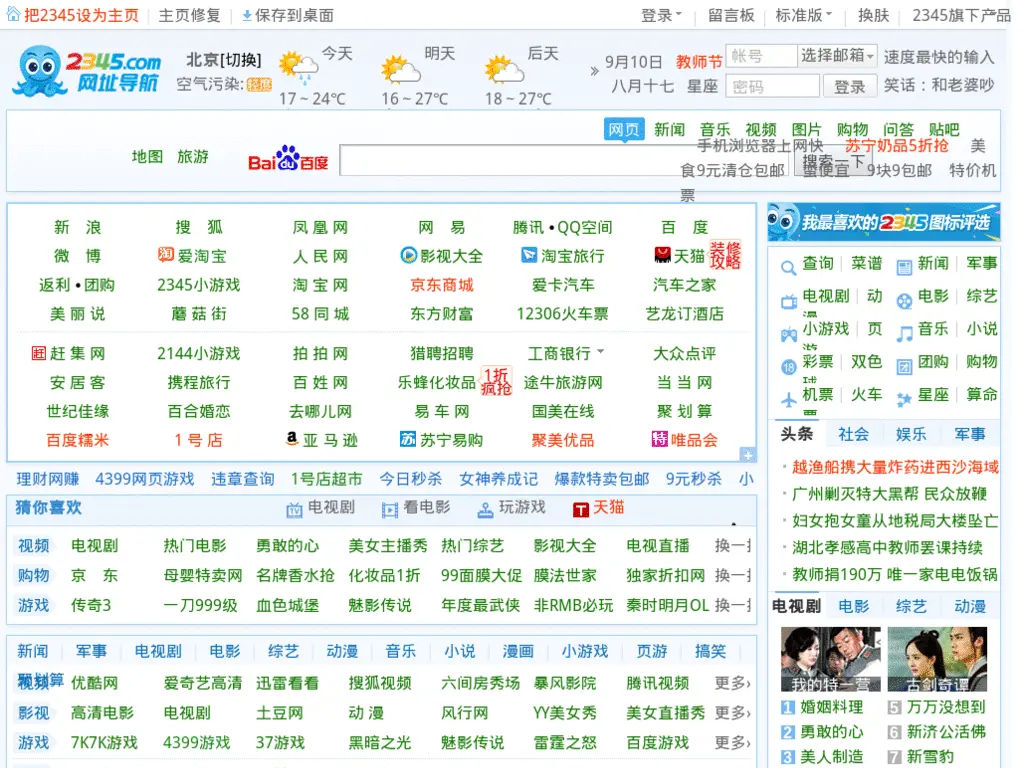 把2345设为主页 主页修复 保存到桌面 登录 留言板 标准版 换肤 2345旗下产品
2345.com
网址导航
北京[切换] 今天 明天 后天
空气污染:轻度
17 ~ 24℃ 16 ~ 27℃ 18 ~ 27℃
» 9月10日 教师节 帐号 选择邮箱 速度最快的输入
八月十七 星座 密码 登录 笑话：和老婆吵
网页 新闻 音乐 视频 图片 购物 问答 贴吧
地图 旅游 Bai 百度 搜索一下
手机浏览器上网快 苏宁奶品5折抢 美
食9元清仓包邮 蛮便宜 9块9包邮 特价机
票
新 浪 搜 狐 凤 凰 网 网 易 腾讯 • QQ空间 百 度
微 博 淘 爱淘宝 人 民 网 影视大全 淘宝旅行 天猫 装修攻略
返利 • 团购 2345小游戏 淘 宝 网 京东商城 爱卡汽车 汽车之家
美 丽 说 蘑 菇 街 58 同 城 东方财富 12306火车票 艺龙订酒店
赶 赶 集 网 2144小游戏 拍 拍 网 猎聘招聘 工商银行 大众点评
安 居 客 携程旅行 百 姓 网 乐蜂化妆品 1折疯抢 途牛旅游网 当 当 网
世纪佳缘 百合婚恋 去哪儿网 易 车 网 国美在线 聚 划 算
百度糯米 1 号 店 a 亚 马 逊 苏 苏宁易购 聚美优品 特 唯品会
理财网赚 4399网页游戏 违章查询 1号店超市 今日秒杀 女神养成记 爆款特卖包邮 9元秒杀 小
猜你喜欢 电视剧 看电影 玩游戏 T 天猫
视频 电视剧 热门电影 勇敢的心 美女主播秀 热门综艺 影视大全 电视直播 换一
购物 京 东 母婴特卖网 名牌香水抢 化妆品1折 99面膜大促 膜法世家 独家折扣网 换一
游戏 传奇3 一刀999级 血色城堡 魅影传说 年度最武侠 非RMB必玩 秦时明月OL 换一
新闻 军事 电视剧 电影 综艺 动漫 音乐 小说 漫画 小游戏 页游 搞笑
聚划算
视频 优酷网 爱奇艺高清 迅雷看看 搜狐视频 六间房秀场 暴风影院 腾讯视频 更多›
影视 高清电影 电视剧 土豆网 动 漫 风行网 YY美女秀 美女直播秀 更多›
游戏 7K7K游戏 4399游戏 37游戏 黑暗之光 魅影传说 雷霆之怒 百度游戏 更多›
我最喜欢的2345图标评选
查询 菜谱 新闻 军事
电视剧 动漫 电影 综艺
小游戏 页游 音乐 小说
18 彩票 双色球 团购 购物
机票 火车票 星座 算命
头条 社会 娱乐 军事
· 越渔船携大量炸药进西沙海域
· 广州剿灭特大黑帮 民众放鞭
· 妇女抱女童从地税局大楼坠亡
· 湖北孝感高中教师罢课持续
· 教师捐190万 唯一家电电饭锅
电视剧 电影 综艺 动漫
我的特一营 古剑奇谭
1 婚姻料理 5 万万没想到
2 勇敢的心 6 新济公活佛
3 美人制造 7 新雪豹